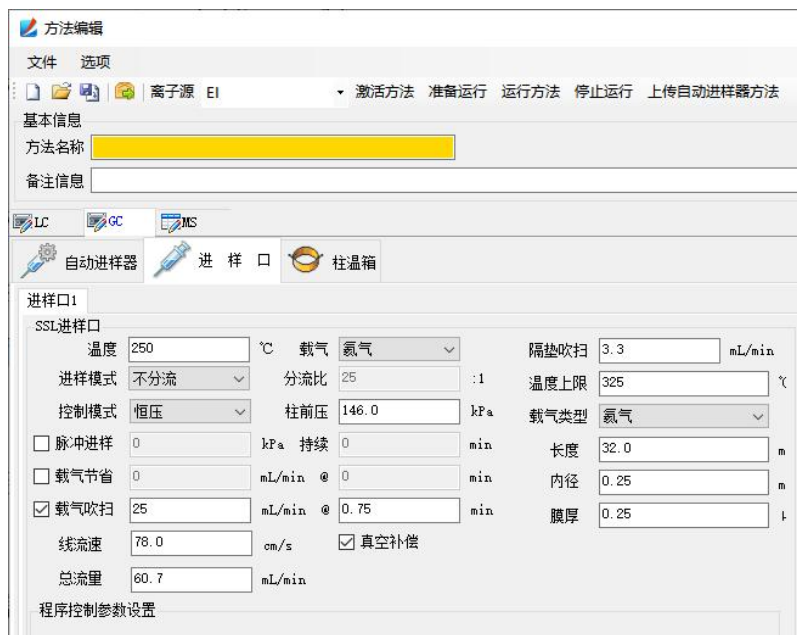 方法编辑
文件 选项
离子源 EI 激活方法 准备运行 运行方法 停止运行 上传自动进样器方法
基本信息
方法名称
备注信息
LC GC MS
自动进样器 进 样 口 柱温箱
进样口1
SSL进样口
温度 250 ℃ 载气 氦气 隔垫吹扫 3.3 mL/min
进样模式 不分流 分流比 25 :1 温度上限 325 ℃
控制模式 恒压 柱前压 146.0 kPa 载气类型 氦气
脉冲进样 0 kPa 持续 0 min 长度 32.0 m
载气节省 0 mL/min @ 0 min 内径 0.25 m
载气吹扫 25 mL/min @ 0.75 min 膜厚 0.25
线流速 78.0 cm/s 真空补偿
总流量 60.7 mL/min
程序控制参数设置